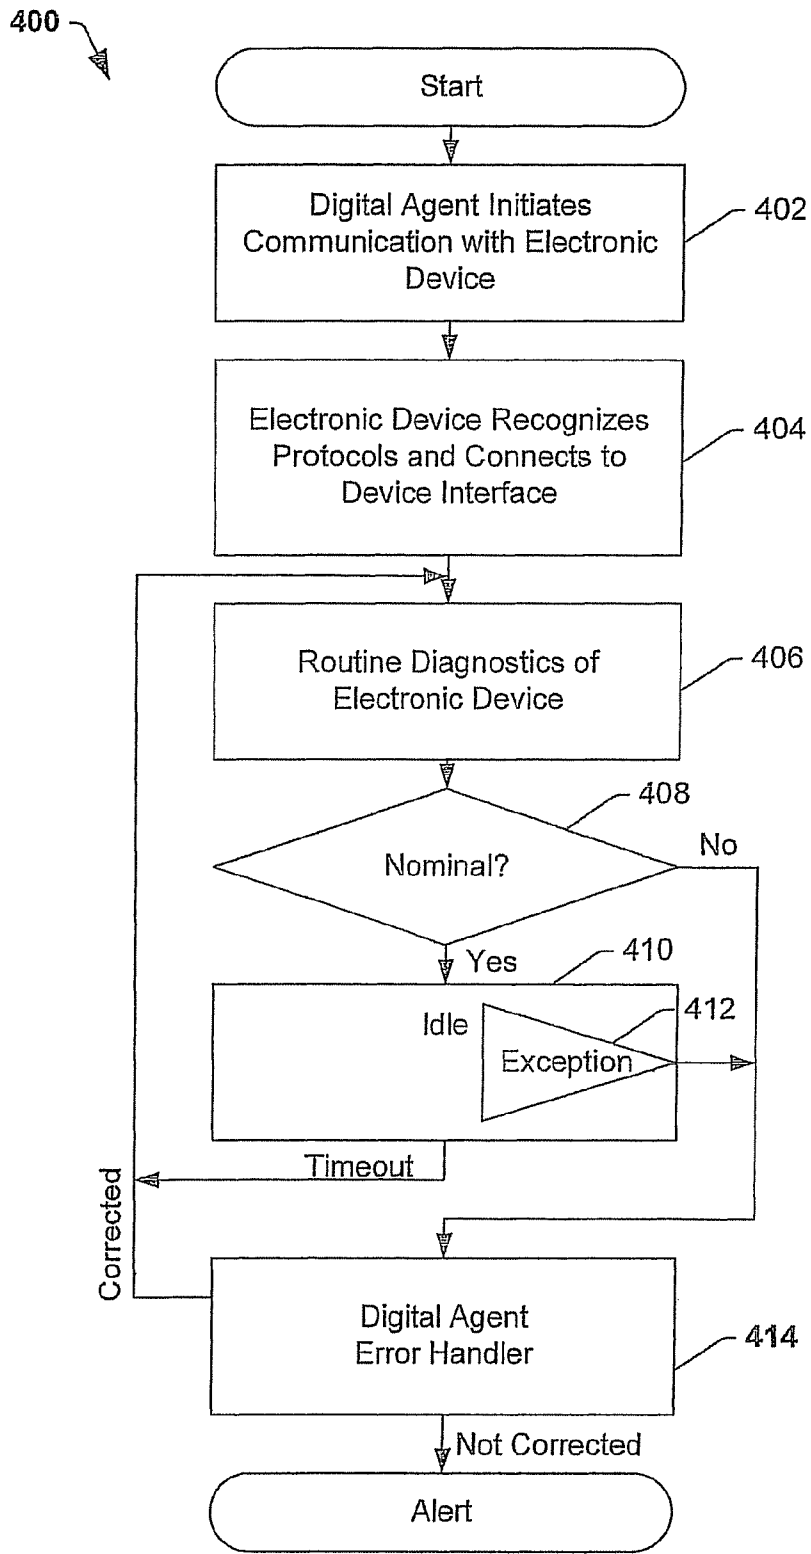 400
Start
Digital Agent Initiates
Communication with Electronic
Device
402
Electronic Device Recognizes
Protocols and Connects to
Device Interface
404
Routine Diagnostics of
Electronic Device
406
408
Nominal?
No
Yes
410
Idle
412
Exception
Timeout
Corrected
Digital Agent
Error Handler
414
Not Corrected
Alert